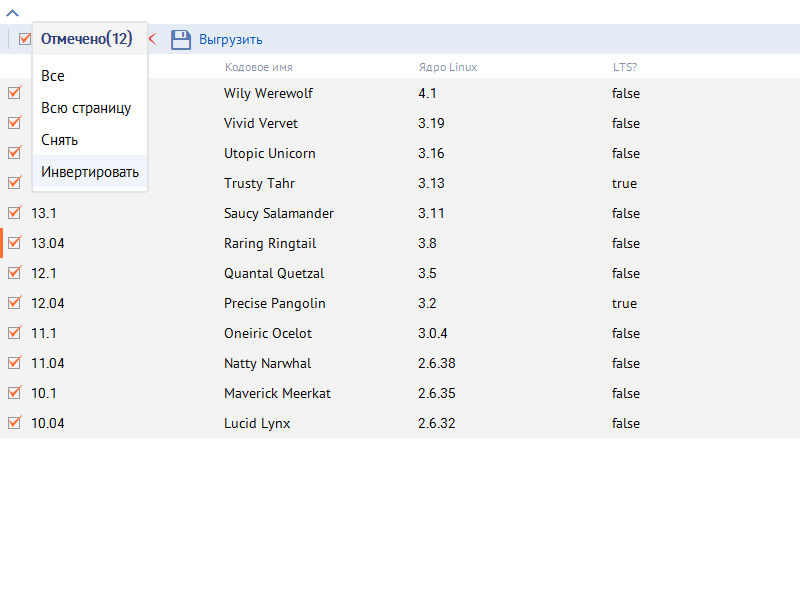 Отмечено(12) Выгрузить
Кодовое имя Ядро Linux LTS?
Все
Всю страницу
Снять
Инвертировать
Wily Werewolf 4.1 false
Vivid Vervet 3.19 false
Utopic Unicorn 3.16 false
Trusty Tahr 3.13 true
13.1 Saucy Salamander 3.11 false
13.04 Raring Ringtail 3.8 false
12.1 Quantal Quetzal 3.5 false
12.04 Precise Pangolin 3.2 true
11.1 Oneiric Ocelot 3.0.4 false
11.04 Natty Narwhal 2.6.38 false
10.1 Maverick Meerkat 2.6.35 false
10.04 Lucid Lynx 2.6.32 false